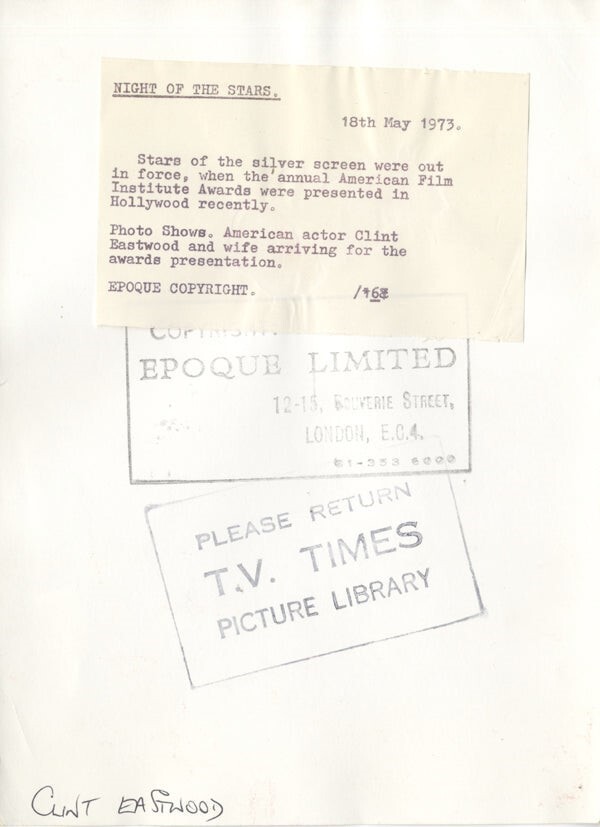 NIGHT OF THE STARS.
18th May 1973.
Stars of the silver screen were out
in force, when the annual American Film
Institute Awards were presented in
Hollywood recently.
Photo Shows. American actor Clint
Eastwood and wife arriving for the
awards presentation.
EPOQUE COPYRIGHT.
EPOQUE LIMITED
12-15, BOUVERIE STREET,
LONDON, E.C.4.
01-353 6000
PLEASE RETURN
T.V. TIMES
PICTURE LIBRARY
CLINT EASTWOOD